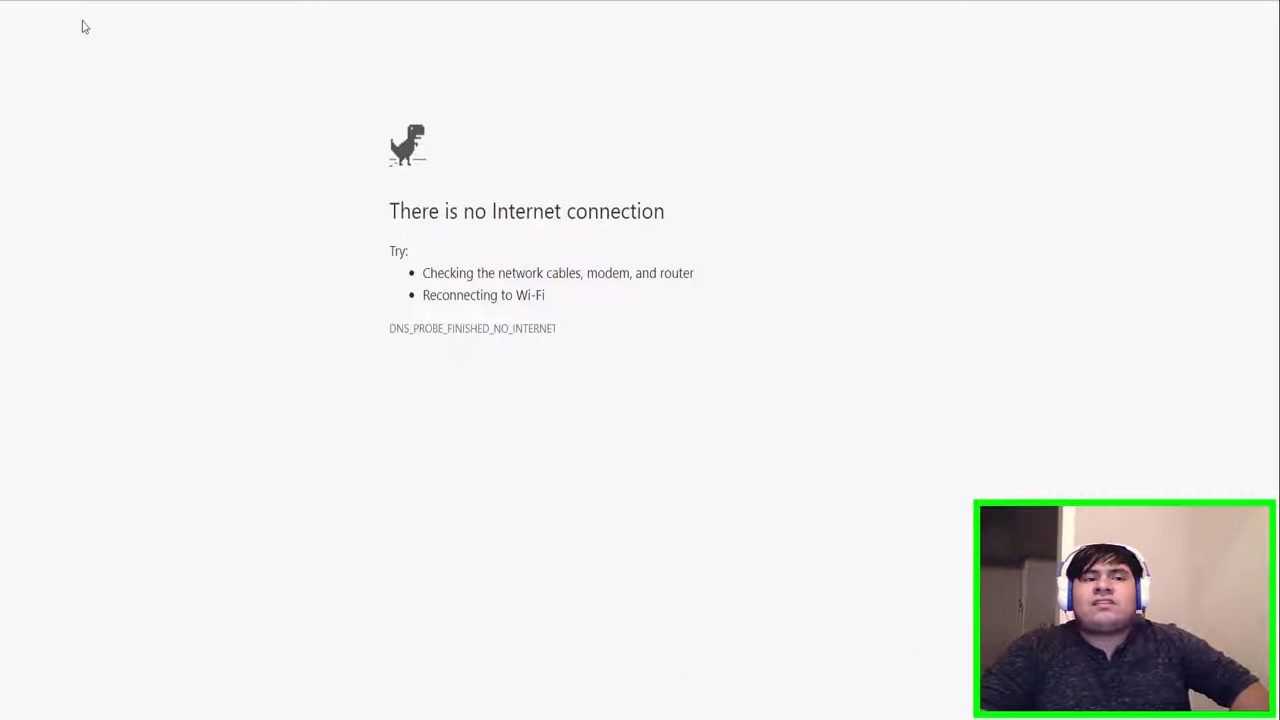 There is no Internet connection
Try:
Checking the network cables, modem, and router
Reconnecting to Wi-Fi
DNS_PROBE_FINISHED_NO_INTERNET